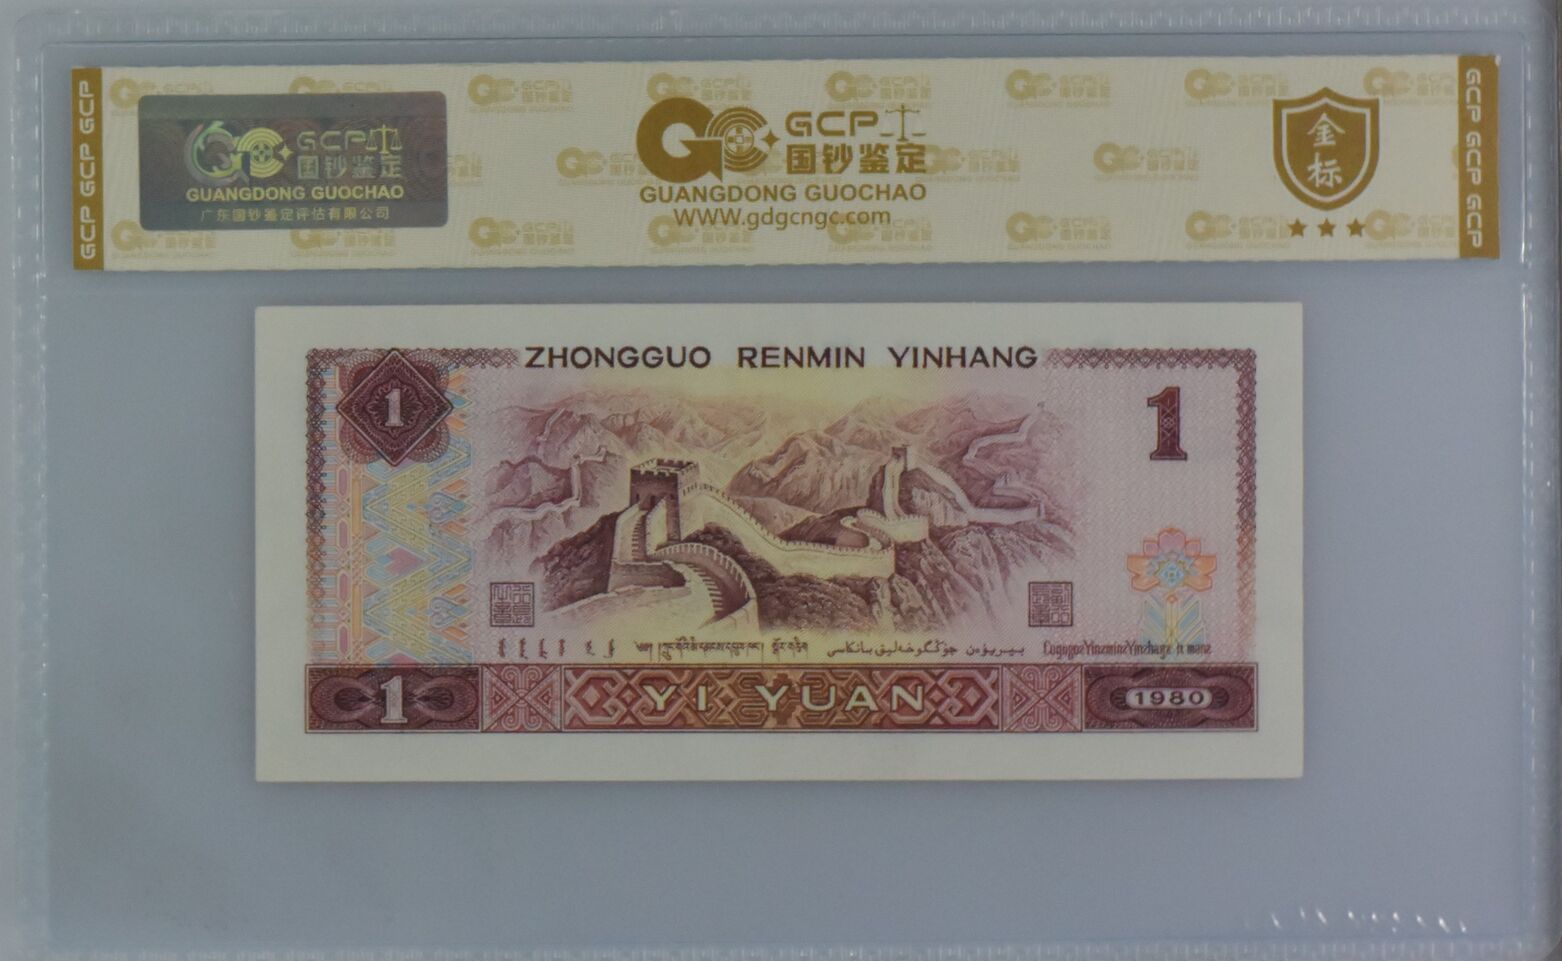 GCP GCP GCP
GCP
国钞鉴定
GUANGDONG GUOCHAO
广东国钞鉴定评估有限公司
GCP
国钞鉴定
GUANGDONG GUOCHAO
WWW.gdgcngc.com
金标
GCP GCP GCP
ZHONGGUO RENMIN YINHANG
1
1
1
YI YUAN
1980